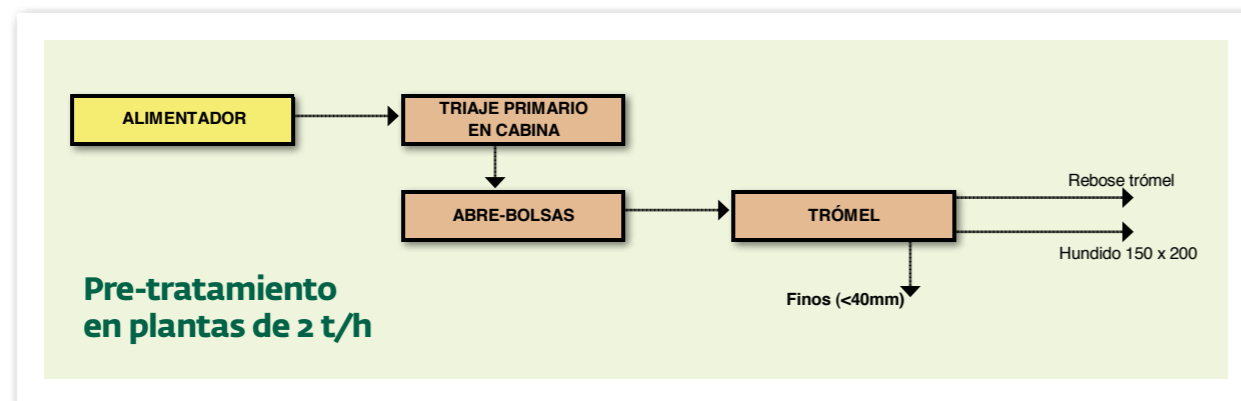 ALIMENTADOR
TRIAJE PRIMARIO
EN CABINA
ABRE-BOLSAS
TRÓMEL
Rebose trómel
Hundido 150 x 200
Finos (<40mm)
Pre-tratamiento
en plantas de 2 t/h